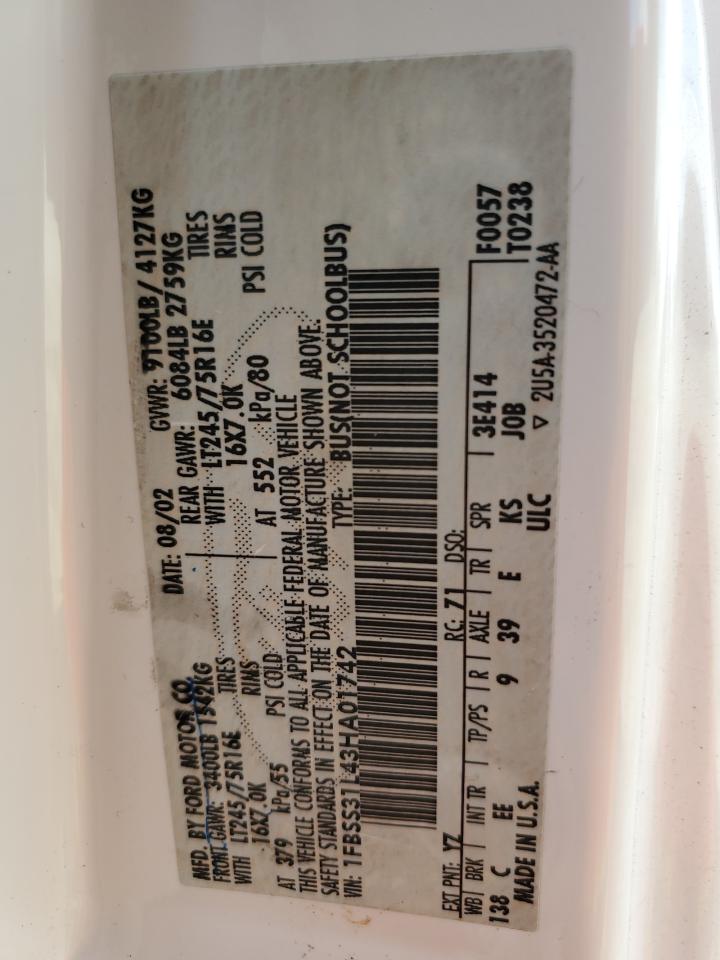 MFD. BY FORD MOTOR CO. DATE: 08/02 GVWR: 9100LB/ 4127KG
FRONT GAWR: 3400LB 1542KG REAR GAWR: 6084LB 2759KG
WITH LT245/75R16E TIRES WITH LT245/75R16E TIRES
16X7.0K RIMS 16X7.0K RIMS
AT 379 kPa/55 PSI COLD AT 552 kPa/80 PSI COLD
THIS VEHICLE CONFORMS TO ALL APPLICABLE FEDERAL MOTOR VEHICLE
SAFETY STANDARDS IN EFFECT ON THE DATE OF MANUFACTURE SHOWN ABOVE.
VIN: 1FBSS31L43HA01742 TYPE: BUS(NOT SCHOOLBUS)
EXT PNT: YZ RC: 71 DSO: F0057
WB BRK INT TR TP/PS R AXLE TR SPR 3E414 T0238
138 C EE 9 39 E KS JOB
MADE IN U.S.A. ULC ▽ 2U5A-3520472-AA